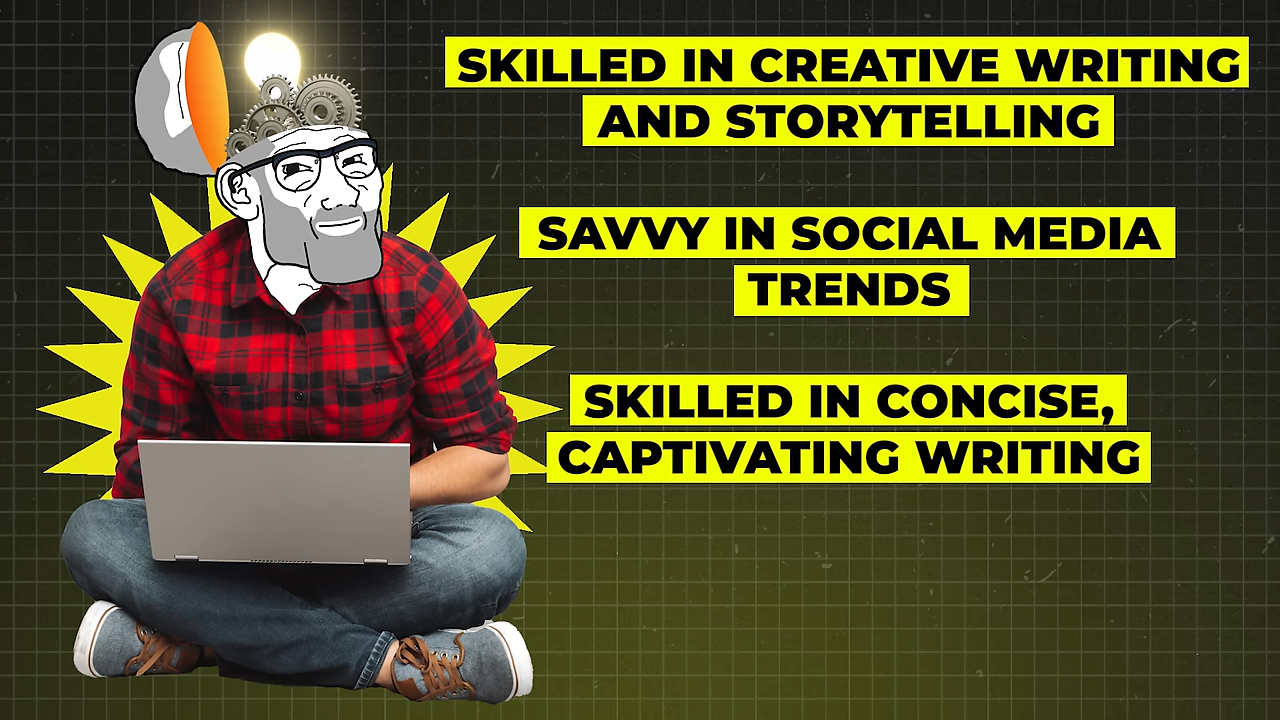 SKILLED IN CREATIVE WRITING
AND STORYTELLING
SAVVY IN SOCIAL MEDIA
TRENDS
SKILLED IN CONCISE,
CAPTIVATING WRITING